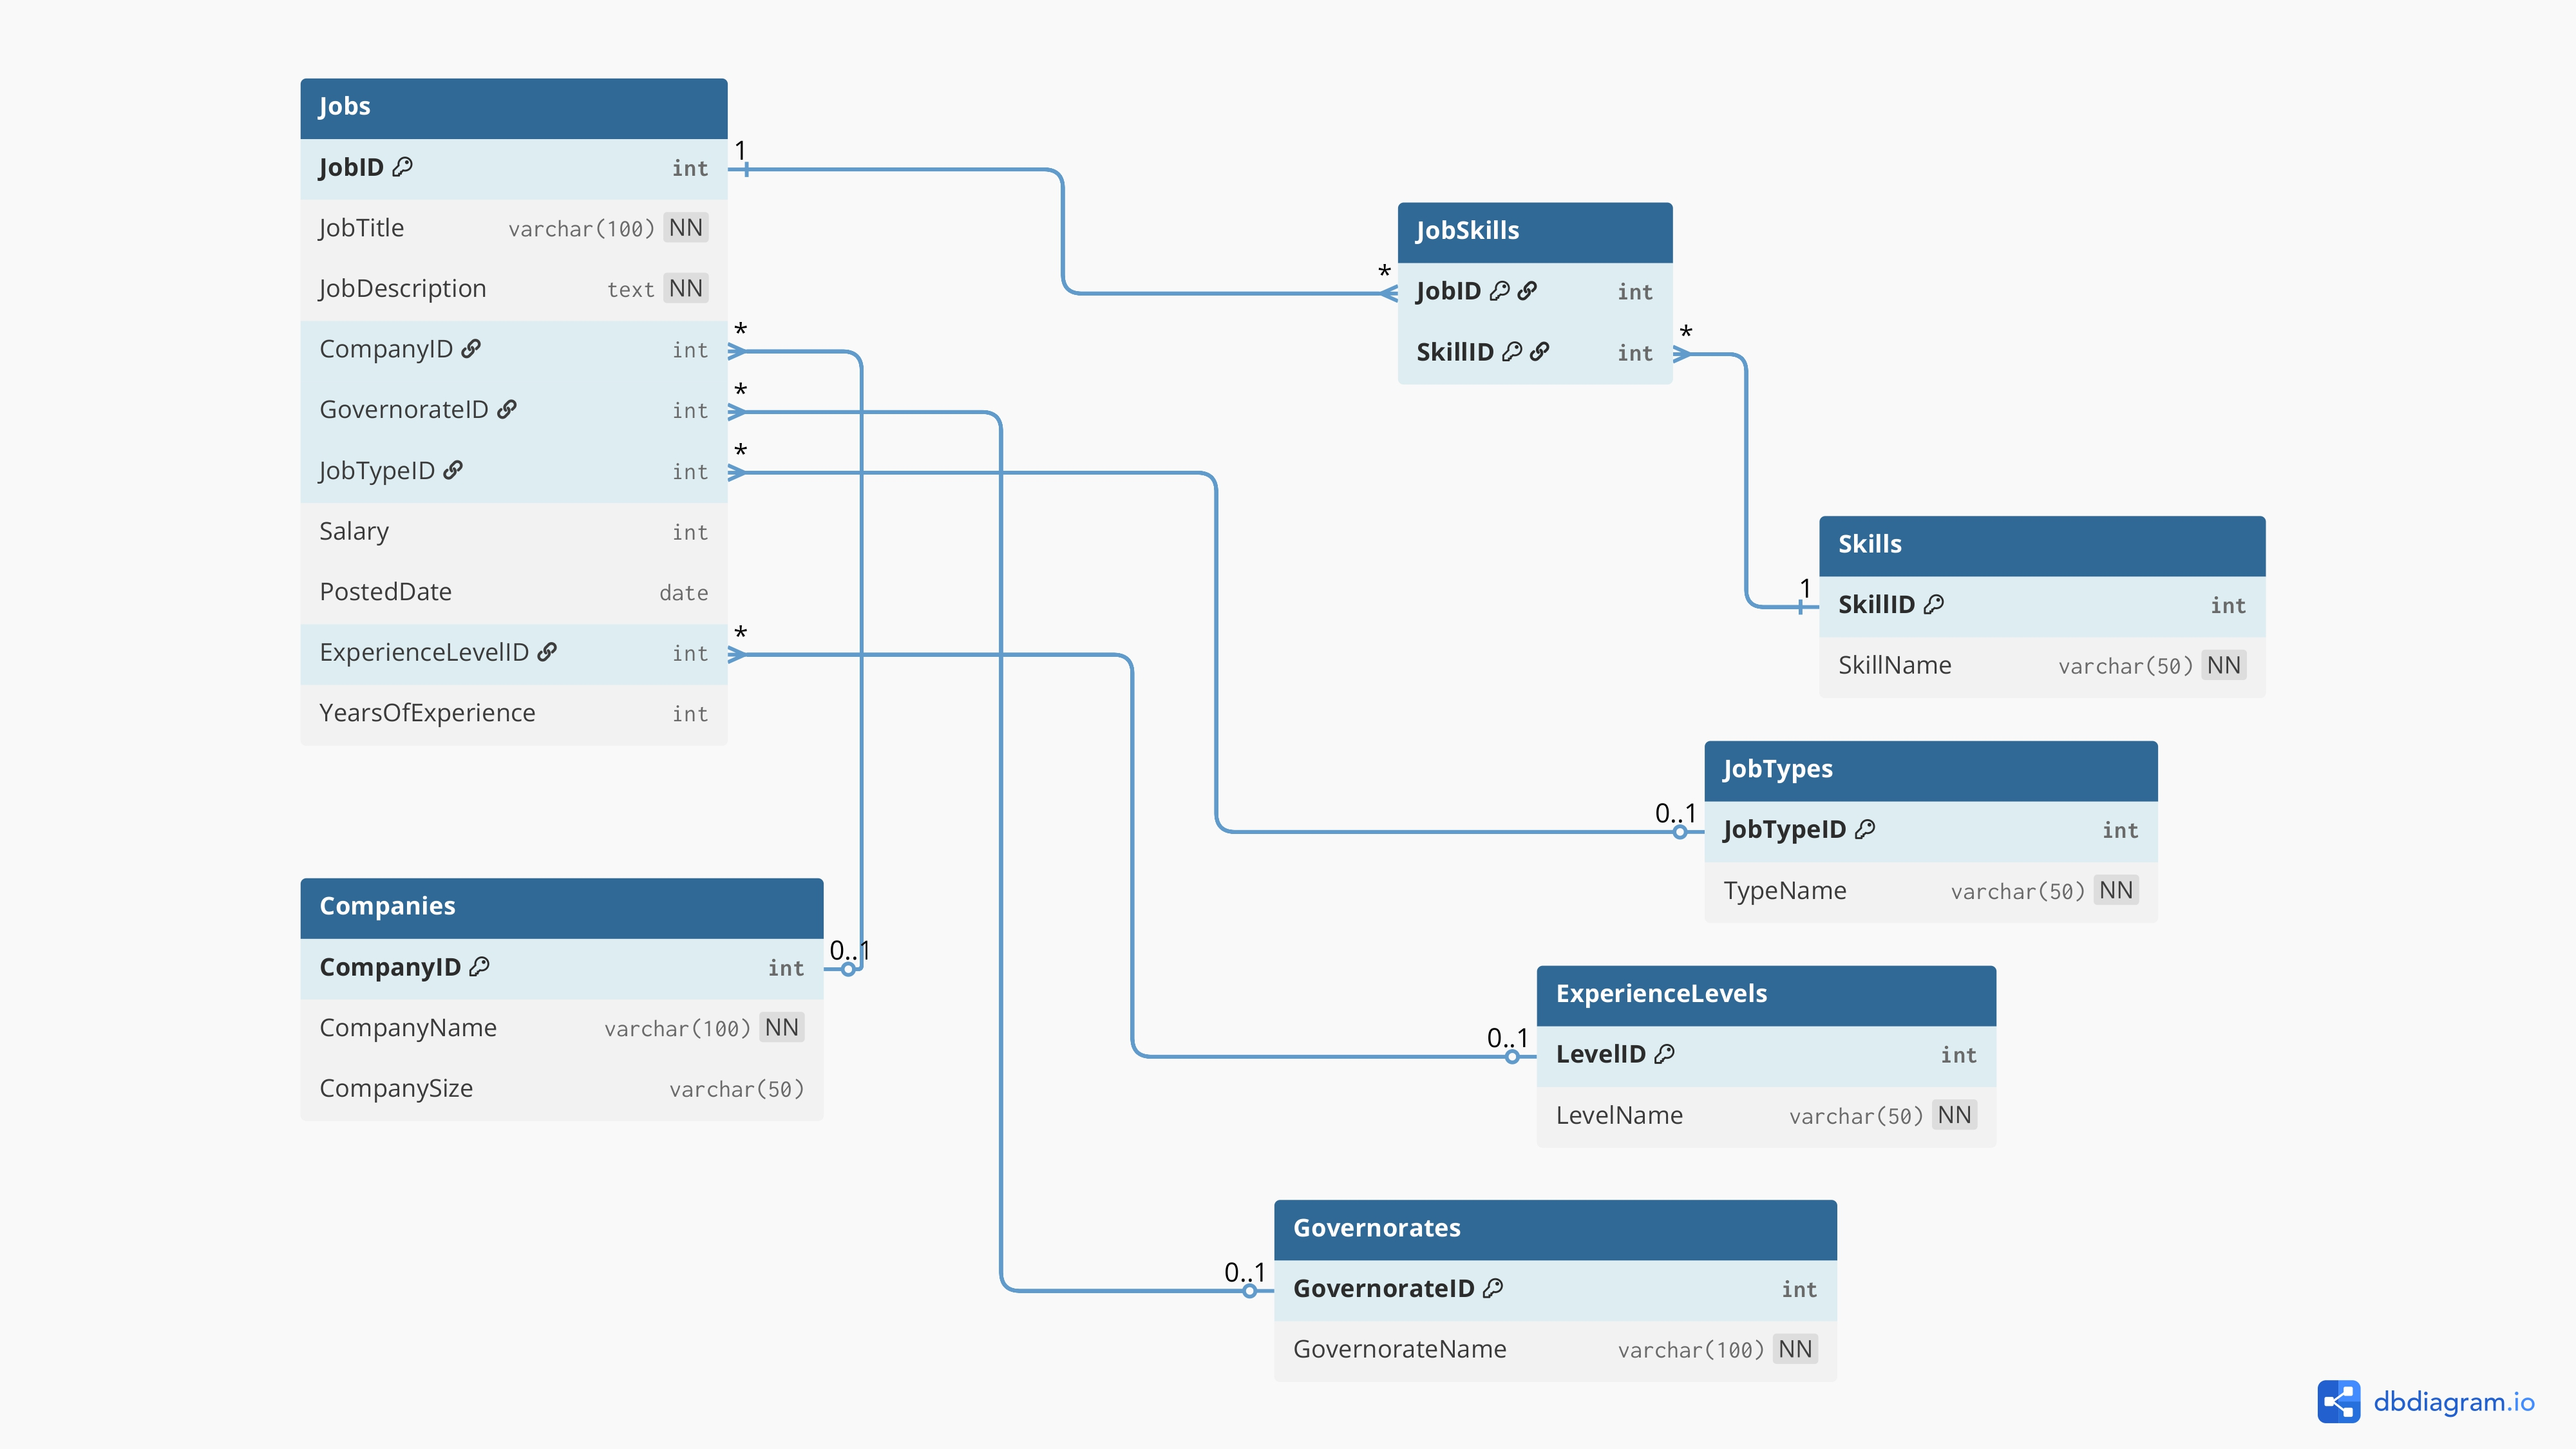 Jobs
JobID int
JobTitle varchar(100) NN
JobDescription text NN
CompanyID int
GovernorateID int
JobTypeID int
Salary int
PostedDate date
ExperienceLevelID int
YearsOfExperience int
1
*
*
*
*
JobSkills
JobID int
SkillID int
*
*
Skills
SkillID int
SkillName varchar(50) NN
1
JobTypes
JobTypeID int
TypeName varchar(50) NN
0..1
Companies
CompanyID int
CompanyName varchar(100) NN
CompanySize varchar(50)
0..1
ExperienceLevels
LevelID int
LevelName varchar(50) NN
0..1
Governorates
GovernorateID int
GovernorateName varchar(100) NN
0..1
dbdiagram.io